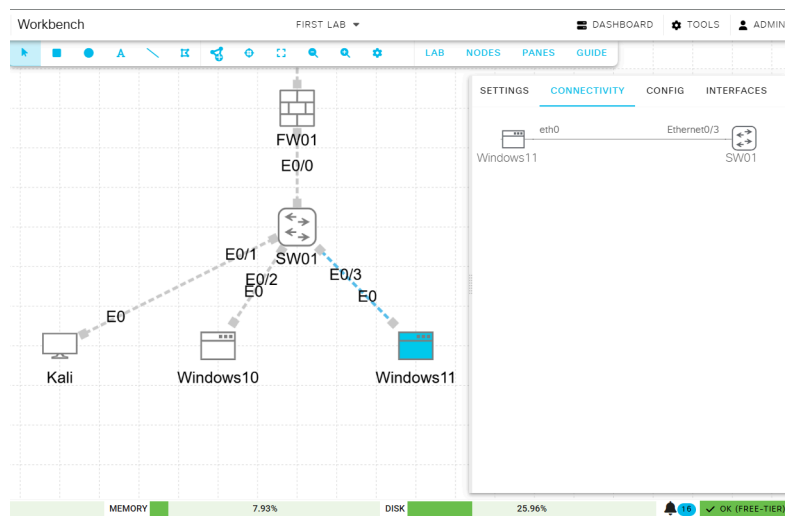 Workbench FIRST LAB DASHBOARD TOOLS ADMIN
A LAB NODES PANES GUIDE
SETTINGS CONNECTIVITY CONFIG INTERFACES
eth0 Ethernet0/3
Windows11 SW01
FW01
E0/0
E0/1 SW01
E0/2 E0/3
E0
E0
E0
Kali Windows10 Windows11
MEMORY 7.93% DISK 25.96% 16 OK (FREE-TIER)